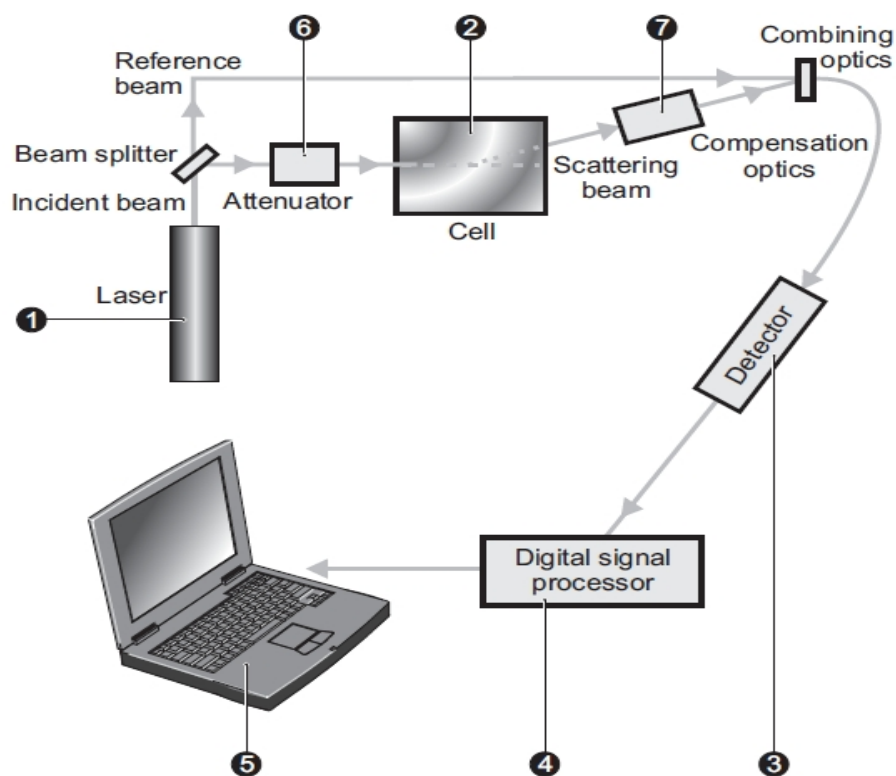 6
2
7
Combining
optics
Reference
beam
Beam splitter
Incident beam
Attenuator
Cell
Scattering
beam
Compensation
optics
Laser
1
Detector
Digital signal
processor
5
4
3